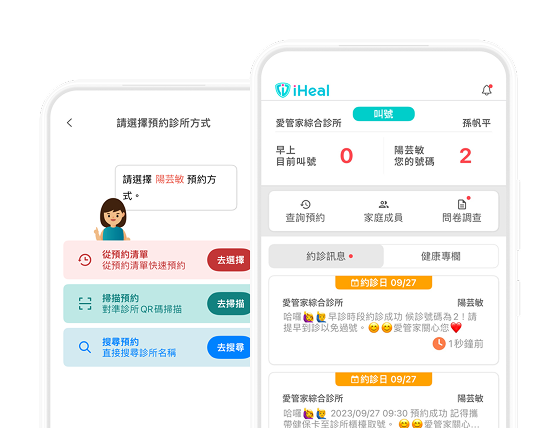 請選擇預約診所方式
請選擇 陽芸敏 預約方
式。
從預約清單
從預約清單快速預約
去選擇
掃描預約
對準診所QR碼掃描
去掃描
搜尋預約
直接搜尋診所名稱
去搜尋
iHeal
叫號
愛管家綜合診所
孫帆平
早上
目前叫號
0
陽芸敏
您的號碼
2
查詢預約
家庭成員
問卷調查
約診訊息
健康專欄
約診日 09/27
愛管家綜合診所
陽芸敏
哈囉🙋‍♀️🙋‍♂️早診時段約診成功 候診號碼為2！請
提早到診以免過號。😊😊愛管家關心您❤️
1秒鐘前
約診日 09/27
愛管家綜合診所
陽芸敏
哈囉🙋‍♀️🙋‍♂️ 2023/09/27 09:30 預約成功 記得攜
帶健保卡至診所櫃檯取號。 😊😊愛管家關心...